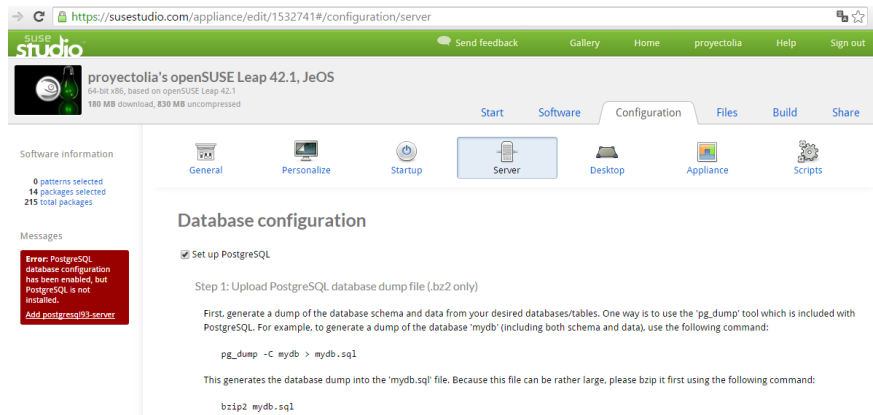 https://susestudio.com/appliance/edit/1532741#/configuration/server
suse
studio
Send feedback
Gallery
Home
proyectolia
Help
Sign out
proyectolia's openSUSE Leap 42.1, JeOS
64-bit x86, based on openSUSE Leap 42.1
180 MB download, 830 MB uncompressed
Start
Software
Configuration
Files
Build
Share
Software information
0 patterns selected
14 packages selected
215 total packages
Messages
Error: PostgreSQL
database configuration
has been enabled, but
PostgreSQL is not
installed.
Add postgresql93-server
General
Personalize
Startup
Server
Desktop
Appliance
Scripts
Database configuration
Set up PostgreSQL
Step 1: Upload PostgreSQL database dump file (.bz2 only)
First, generate a dump of the database schema and data from your desired databases/tables. One way is to use the 'pg_dump' tool which is included with
PostgreSQL. For example, to generate a dump of the database 'mydb' (including both schema and data), use the following command:
pg_dump -C mydb > mydb.sql
This generates the database dump into the 'mydb.sql' file. Because this file can be rather large, please bzip it first using the following command:
bzip2 mydb.sql